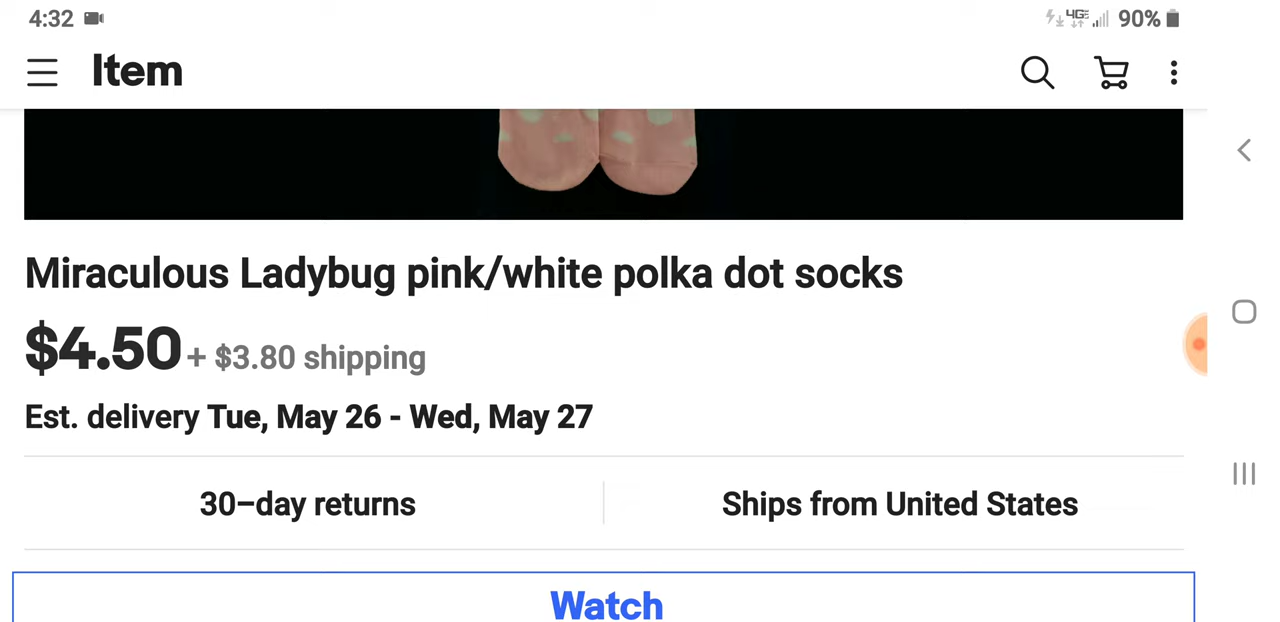 4:32 4GE 90%
Item
Miraculous Ladybug pink/white polka dot socks
$4.50 + $3.80 shipping
Est. delivery Tue, May 26 - Wed, May 27
30-day returns Ships from United States
Watch